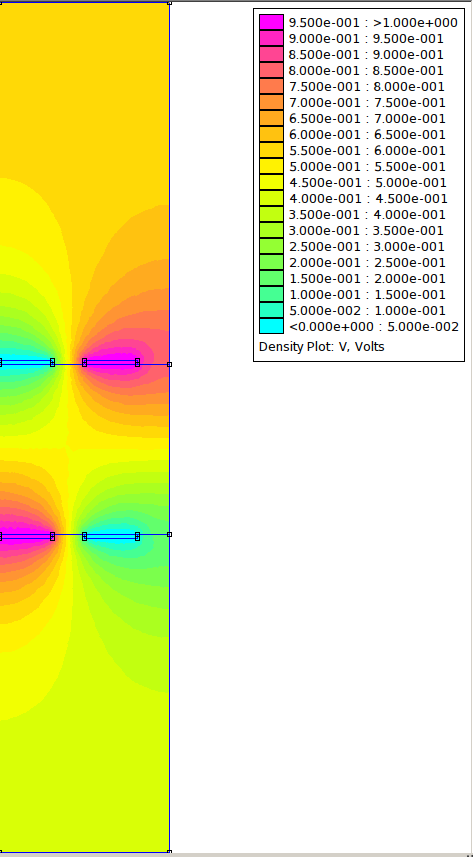 9.500e-001 : >1.000e+000
9.000e-001 : 9.500e-001
8.500e-001 : 9.000e-001
8.000e-001 : 8.500e-001
7.500e-001 : 8.000e-001
7.000e-001 : 7.500e-001
6.500e-001 : 7.000e-001
6.000e-001 : 6.500e-001
5.500e-001 : 6.000e-001
5.000e-001 : 5.500e-001
4.500e-001 : 5.000e-001
4.000e-001 : 4.500e-001
3.500e-001 : 4.000e-001
3.000e-001 : 3.500e-001
2.500e-001 : 3.000e-001
2.000e-001 : 2.500e-001
1.500e-001 : 2.000e-001
1.000e-001 : 1.500e-001
5.000e-002 : 1.000e-001
<0.000e+000 : 5.000e-002
Density Plot: V, Volts